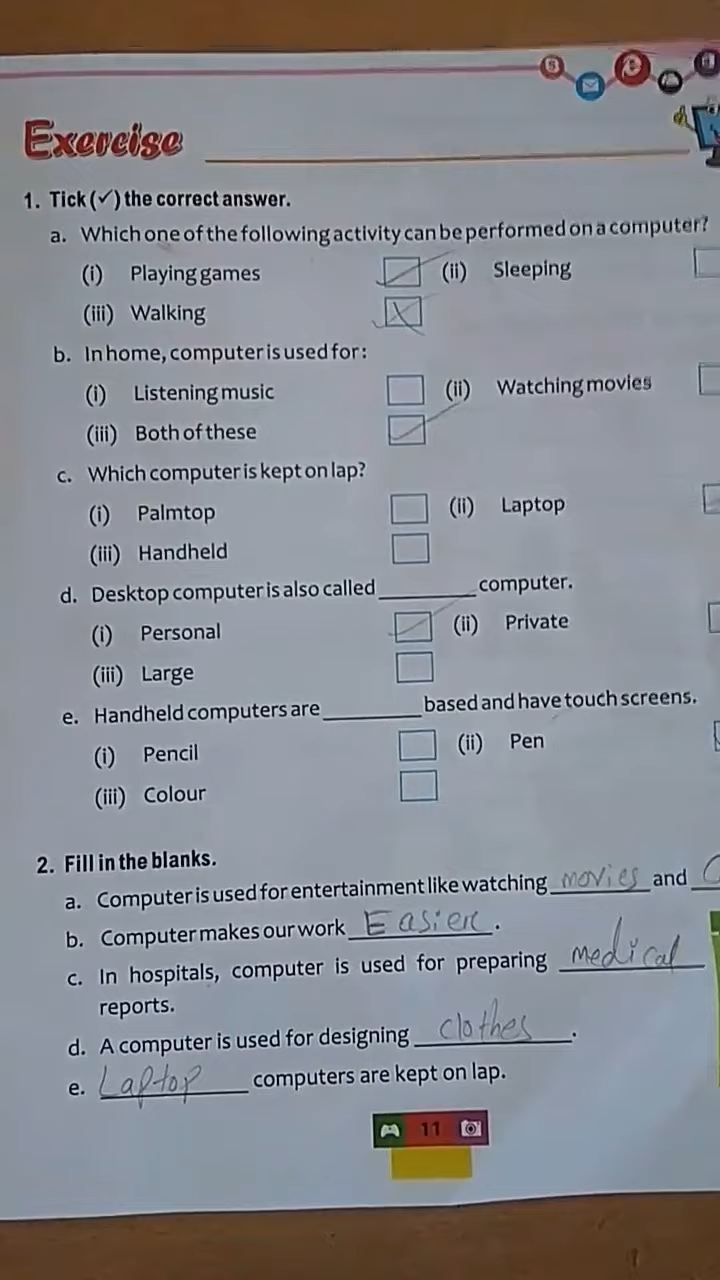 Exercise
1. Tick (✓) the correct answer.
a. Which one of the following activity can be performed on a computer?
(i) Playing games (ii) Sleeping
(iii) Walking
b. In home, computer is used for:
(i) Listening music (ii) Watching movies
(iii) Both of these
c. Which computer is kept on lap?
(i) Palmtop (ii) Laptop
(iii) Handheld
d. Desktop computer is also called ________ computer.
(i) Personal (ii) Private
(iii) Large
e. Handheld computers are ________ based and have touch screens.
(i) Pencil (ii) Pen
(iii) Colour
2. Fill in the blanks.
a. Computer is used for entertainment like watching movies and
b. Computer makes our work Easier.
c. In hospitals, computer is used for preparing medical
reports.
d. A computer is used for designing clothes.
e. Laptop computers are kept on lap.
11